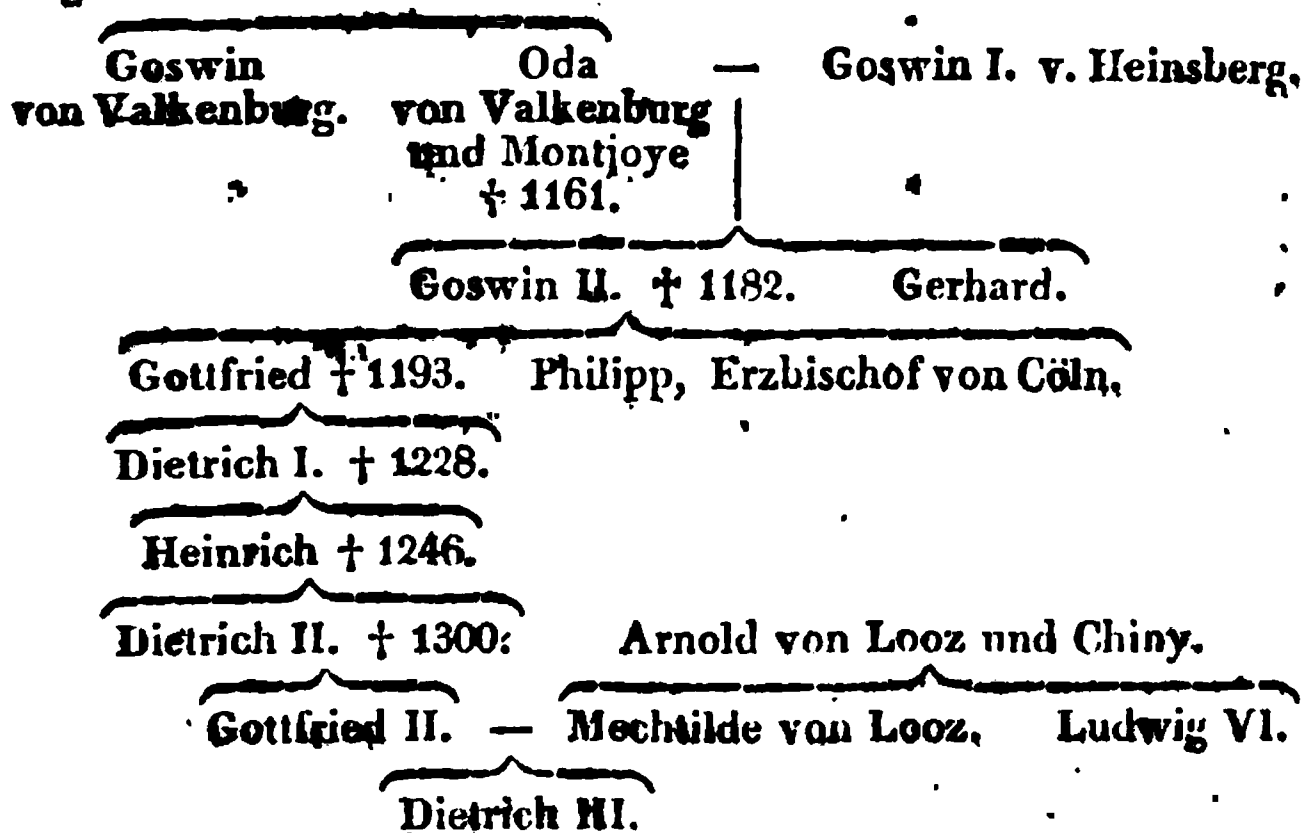 Goswin Oda — Goswin I. v. Heinsberg.
von Valkenburg. von Valkenburg
und Montjoye
† 1161.
Goswin II. † 1182. Gerhard.
Gottfried † 1193. Philipp, Erzbischof von Cöln.
Dietrich I. † 1228.
Heinrich † 1246.
Dietrich II. † 1300. Arnold von Looz und Chiny.
Gottfried II. — Mechtilde von Looz. Ludwig VI.
Dietrich III.